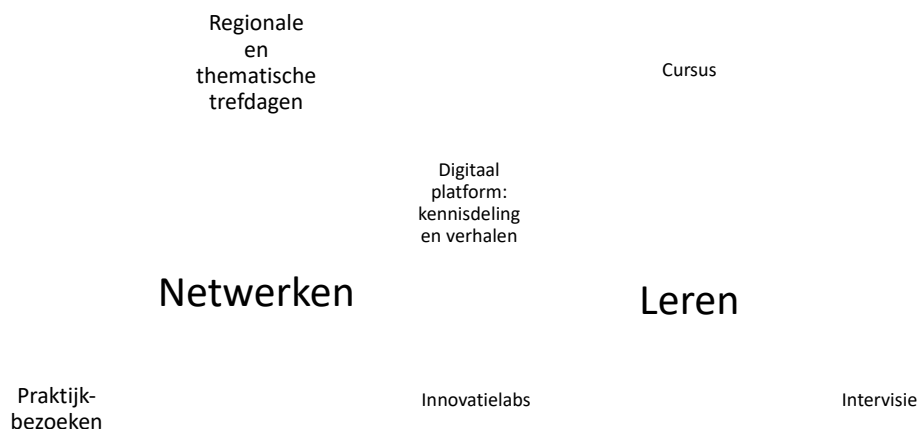 Regionale
en
thematische
trefdagen
Cursus
Digitaal
platform:
kennisdeling
en verhalen
Netwerken
Leren
Praktijk-
bezoeken
Innovatielabs
Intervisie